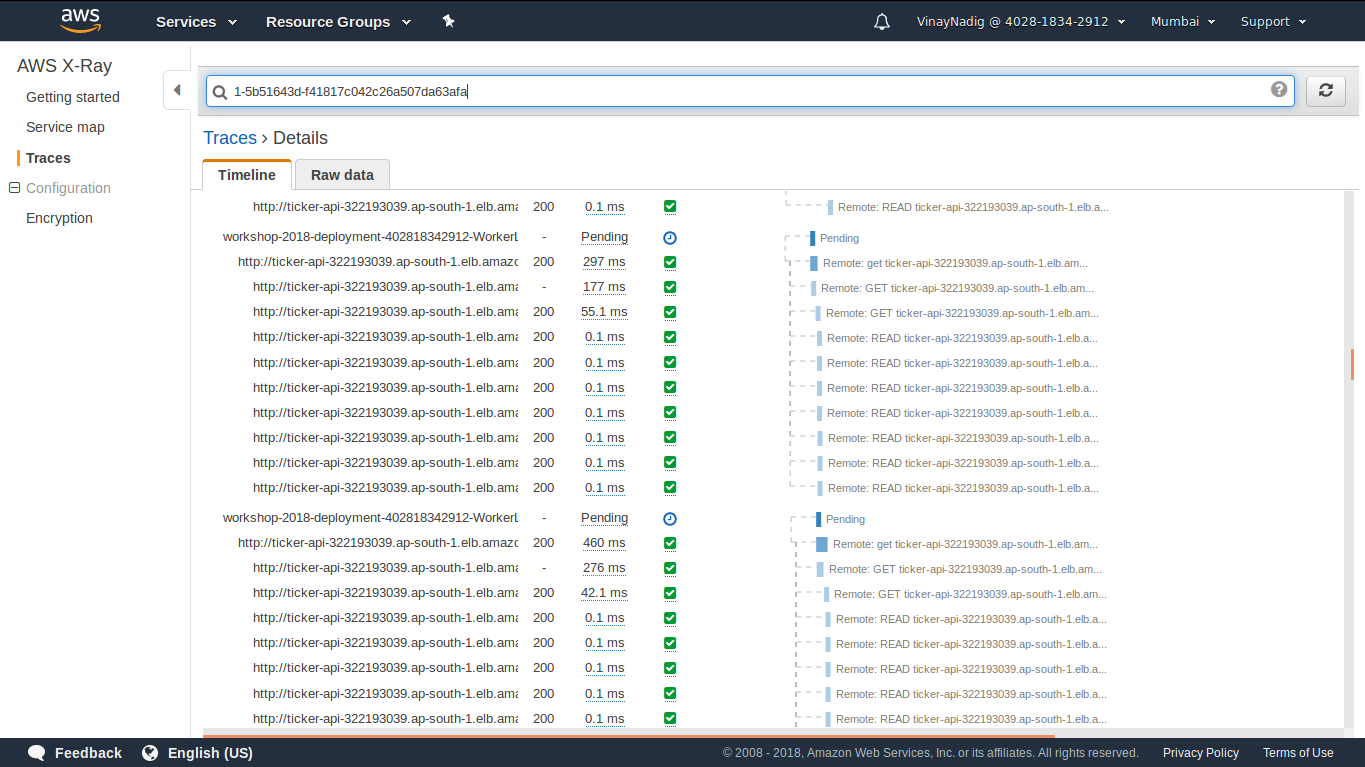 aws Services Resource Groups VinayNadig @ 4028-1834-2912 Mumbai Support
AWS X-Ray
Getting started
Service map
Traces
Configuration
Encryption
1-5b51643d-f41817c042c26a507da63afa
Traces > Details
Timeline Raw data
http://ticker-api-322193039.ap-south-1.elb.ama 200 0.1 ms Remote: READ ticker-api-322193039.ap-south-1.elb.a...
workshop-2018-deployment-402818342912-WorkerL - Pending Pending
http://ticker-api-322193039.ap-south-1.elb.amazo 200 297 ms Remote: get ticker-api-322193039.ap-south-1.elb.am...
http://ticker-api-322193039.ap-south-1.elb.ama - 177 ms Remote: GET ticker-api-322193039.ap-south-1.elb.am...
http://ticker-api-322193039.ap-south-1.elb.ama 200 55.1 ms Remote: GET ticker-api-322193039.ap-south-1.elb.am...
http://ticker-api-322193039.ap-south-1.elb.ama 200 0.1 ms Remote: READ ticker-api-322193039.ap-south-1.elb.a...
http://ticker-api-322193039.ap-south-1.elb.ama 200 0.1 ms Remote: READ ticker-api-322193039.ap-south-1.elb.a...
http://ticker-api-322193039.ap-south-1.elb.ama 200 0.1 ms Remote: READ ticker-api-322193039.ap-south-1.elb.a...
http://ticker-api-322193039.ap-south-1.elb.ama 200 0.1 ms Remote: READ ticker-api-322193039.ap-south-1.elb.a...
http://ticker-api-322193039.ap-south-1.elb.ama 200 0.1 ms Remote: READ ticker-api-322193039.ap-south-1.elb.a...
http://ticker-api-322193039.ap-south-1.elb.ama 200 0.1 ms Remote: READ ticker-api-322193039.ap-south-1.elb.a...
http://ticker-api-322193039.ap-south-1.elb.ama 200 0.1 ms Remote: READ ticker-api-322193039.ap-south-1.elb.a...
workshop-2018-deployment-402818342912-WorkerL - Pending Pending
http://ticker-api-322193039.ap-south-1.elb.amazo 200 460 ms Remote: get ticker-api-322193039.ap-south-1.elb.am...
http://ticker-api-322193039.ap-south-1.elb.ama - 276 ms Remote: GET ticker-api-322193039.ap-south-1.elb.am...
http://ticker-api-322193039.ap-south-1.elb.ama 200 42.1 ms Remote: GET ticker-api-322193039.ap-south-1.elb.am...
http://ticker-api-322193039.ap-south-1.elb.ama 200 0.1 ms Remote: READ ticker-api-322193039.ap-south-1.elb.a...
http://ticker-api-322193039.ap-south-1.elb.ama 200 0.1 ms Remote: READ ticker-api-322193039.ap-south-1.elb.a...
http://ticker-api-322193039.ap-south-1.elb.ama 200 0.1 ms Remote: READ ticker-api-322193039.ap-south-1.elb.a...
http://ticker-api-322193039.ap-south-1.elb.ama 200 0.1 ms Remote: READ ticker-api-322193039.ap-south-1.elb.a...
http://ticker-api-322193039.ap-south-1.elb.ama 200 0.1 ms Remote: READ ticker-api-322193039.ap-south-1.elb.a...
Feedback English (US) © 2008 - 2018, Amazon Web Services, Inc. or its affiliates. All rights reserved. Privacy Policy Terms of Use